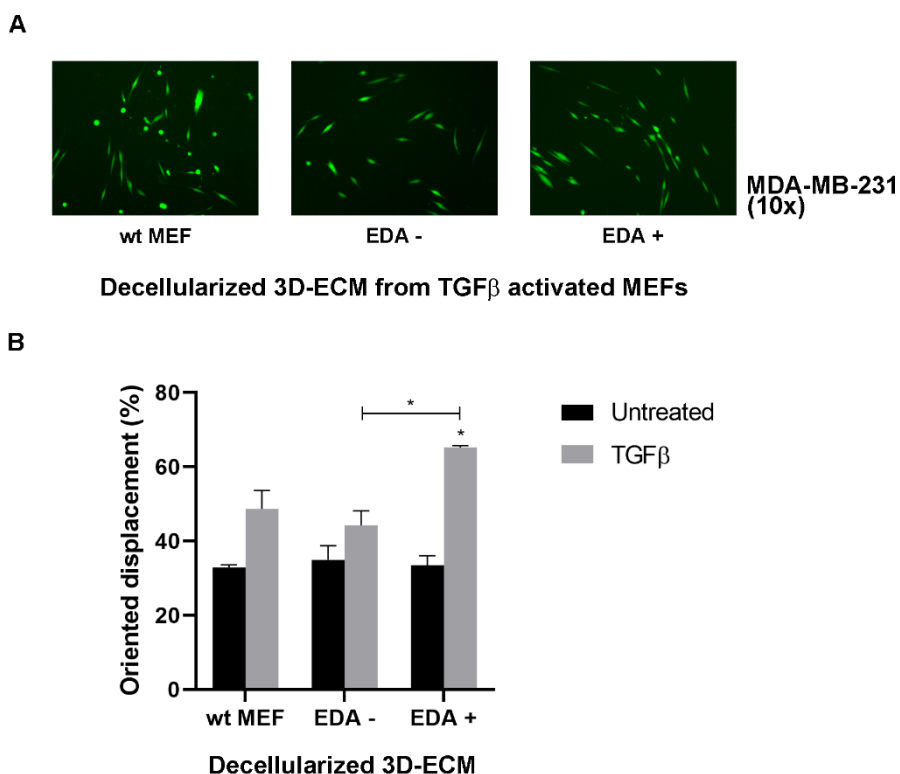 A
MDA-MB-231
(10x)
wt MEF EDA - EDA +
Decellularized 3D-ECM from TGFβ activated MEFs
B
Oriented displacement (%)
80
60
40
20
0
*
*
Untreated
TGFβ
wt MEF EDA - EDA +
Decellularized 3D-ECM